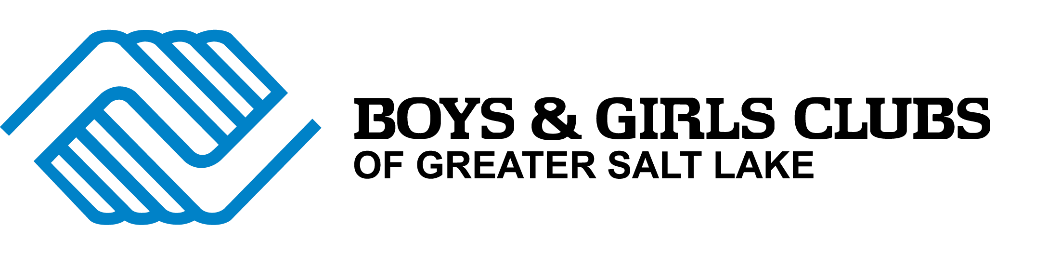 BOYS & GIRLS CLUBS
OF GREATER SALT LAKE